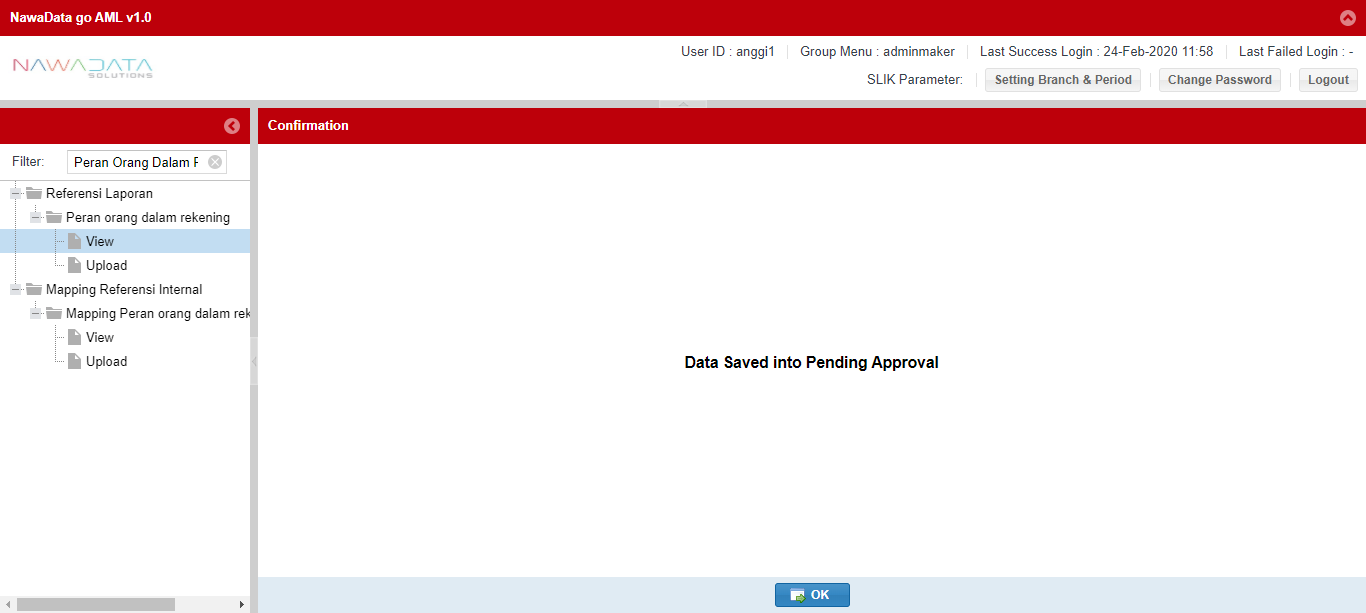 NawaData go AML v1.0
NAWADATA
SOLUTIONS
User ID : anggi1 Group Menu : adminmaker Last Success Login : 24-Feb-2020 11:58 Last Failed Login : -
SLIK Parameter: Setting Branch & Period Change Password Logout
Confirmation
Filter: Peran Orang Dalam R
Referensi Laporan
Peran orang dalam rekening
View
Upload
Mapping Referensi Internal
Mapping Peran orang dalam rek
View
Upload
Data Saved into Pending Approval
OK